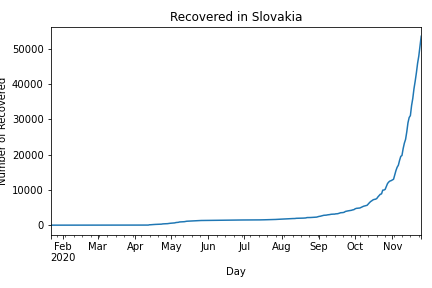 Recovered in Slovakia
Number of Recovered
50000
40000
30000
20000
10000
0
Feb Mar Apr May Jun Jul Aug Sep Oct Nov
2020
Day